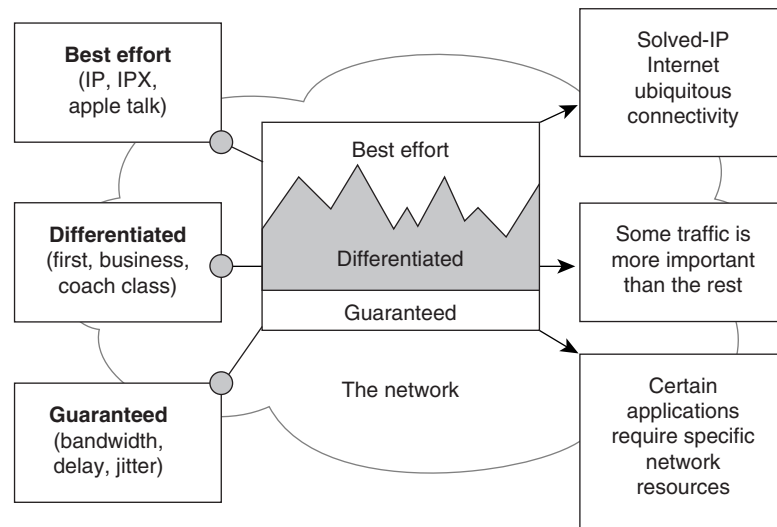 Best effort
(IP, IPX,
apple talk)
Differentiated
(first, business,
coach class)
Guaranteed
(bandwidth,
delay, jitter)
Best effort
Differentiated
Guaranteed
The network
Solved-IP
Internet
ubiquitous
connectivity
Some traffic is
more important
than the rest
Certain
applications
require specific
network
resources